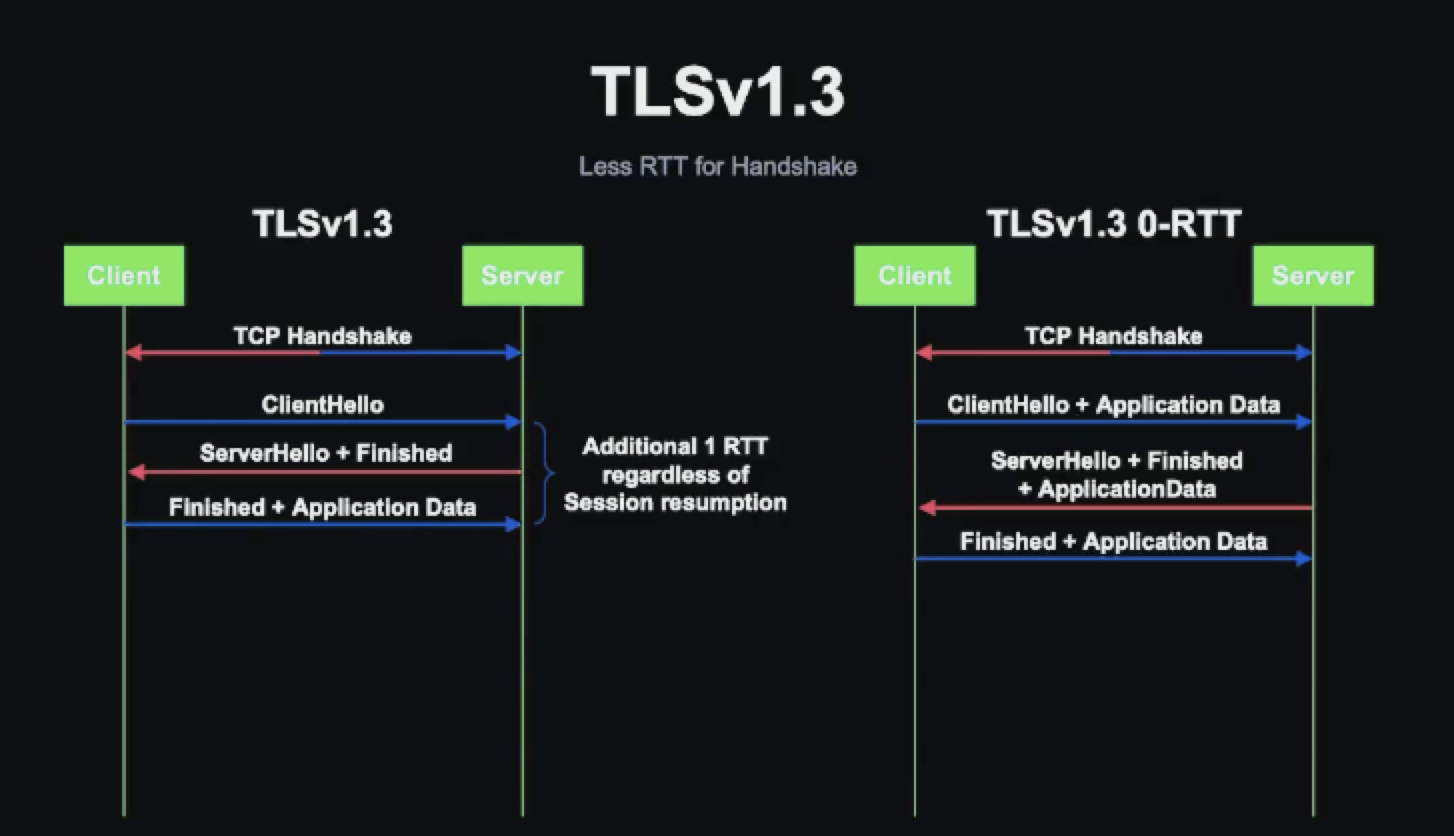 TLSv1.3
Less RTT for Handshake
TLSv1.3
Client
Server
TCP Handshake
ClientHello
ServerHello + Finished
Finished + Application Data
Additional 1 RTT
regardless of
Session resumption
TLSv1.3 0-RTT
Client
Server
TCP Handshake
ClientHello + Application Data
ServerHello + Finished
+ ApplicationData
Finished + Application Data